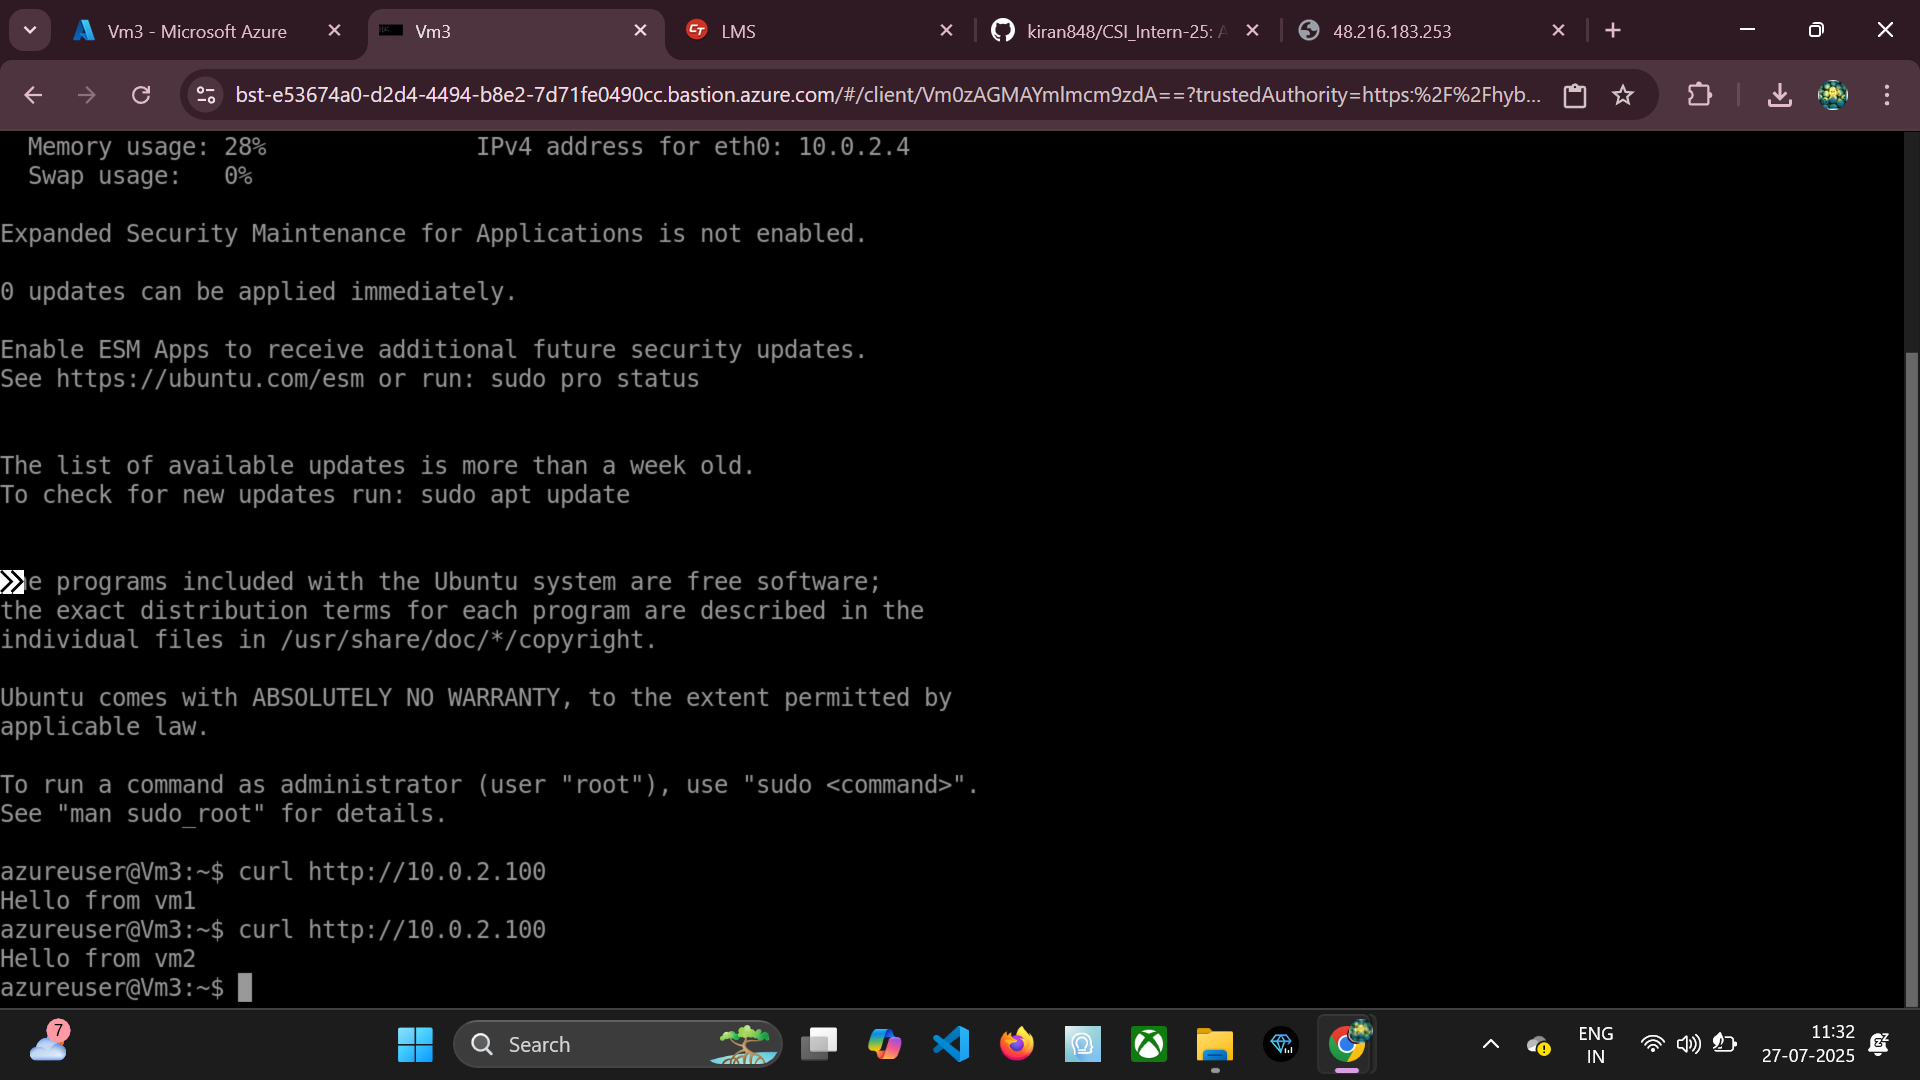 Vm3 - Microsoft Azure
Vm3
LMS
kiran848/CSI_Intern-25: A
48.216.183.253
bst-e53674a0-d2d4-4494-b8e2-7d71fe0490cc.bastion.azure.com/#/client/Vm0zAGMAYmlmcm9zdA==?trustedAuthority=https:%2F%2Fhyb...
Memory usage: 28% IPv4 address for eth0: 10.0.2.4
Swap usage: 0%
Expanded Security Maintenance for Applications is not enabled.
0 updates can be applied immediately.
Enable ESM Apps to receive additional future security updates.
See https://ubuntu.com/esm or run: sudo pro status
The list of available updates is more than a week old.
To check for new updates run: sudo apt update
e programs included with the Ubuntu system are free software;
the exact distribution terms for each program are described in the
individual files in /usr/share/doc/*/copyright.
Ubuntu comes with ABSOLUTELY NO WARRANTY, to the extent permitted by
applicable law.
To run a command as administrator (user "root"), use "sudo <command>".
See "man sudo_root" for details.
azureuser@Vm3:~$ curl http://10.0.2.100
Hello from vm1
azureuser@Vm3:~$ curl http://10.0.2.100
Hello from vm2
azureuser@Vm3:~$
7
Search
ENG
IN
11:32
27-07-2025